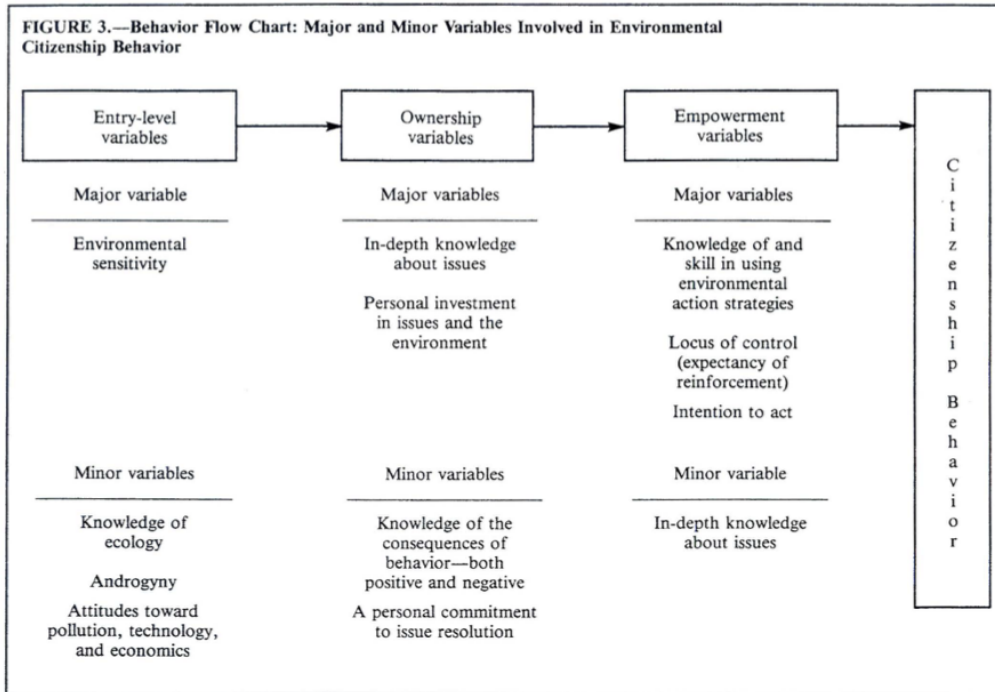 FIGURE 3.—Behavior Flow Chart: Major and Minor Variables Involved in Environmental
Citizenship Behavior
Entry-level
variables
Ownership
variables
Empowerment
variables
Major variable
Major variables
Major variables
Environmental
sensitivity
In-depth knowledge
about issues
Personal investment
in issues and the
environment
Knowledge of and
skill in using
environmental
action strategies
Locus of control
(expectancy of
reinforcement)
Intention to act
Minor variables
Minor variables
Minor variable
Knowledge of
ecology
Androgyny
Attitudes toward
pollution, technology,
and economics
Knowledge of the
consequences of
behavior—both
positive and negative
A personal commitment
to issue resolution
In-depth knowledge
about issues
Citizenship Behavior